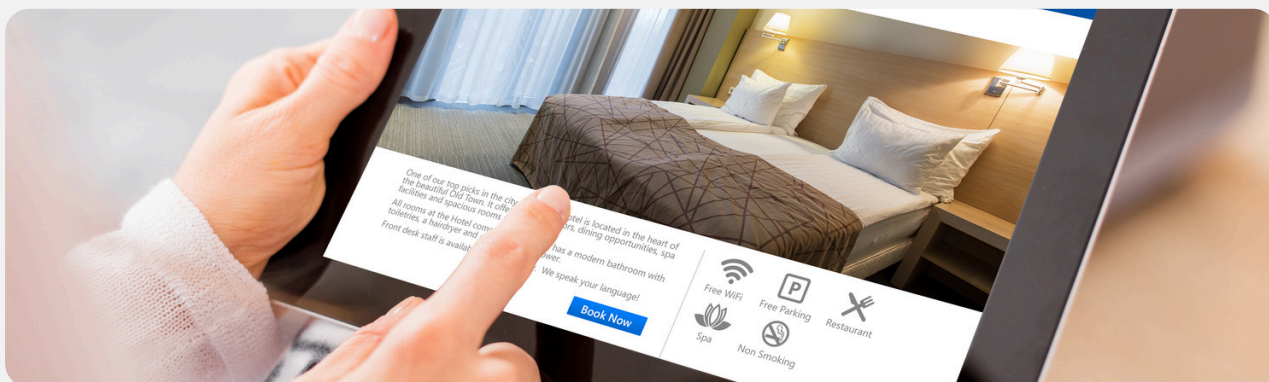 One of our top picks in the city
otel is located in the heart of
the beautiful Old Town. It offe
ors, dining opportunities, spa
facilities and spacious rooms
All rooms at the Hotel com
has a modern bathroom with
toiletries, a hairdryer and
ower.
Front desk staff is availab
We speak your language!
Book Now
Free WiFi
P
Free Parking
Restaurant
Spa
Non Smoking